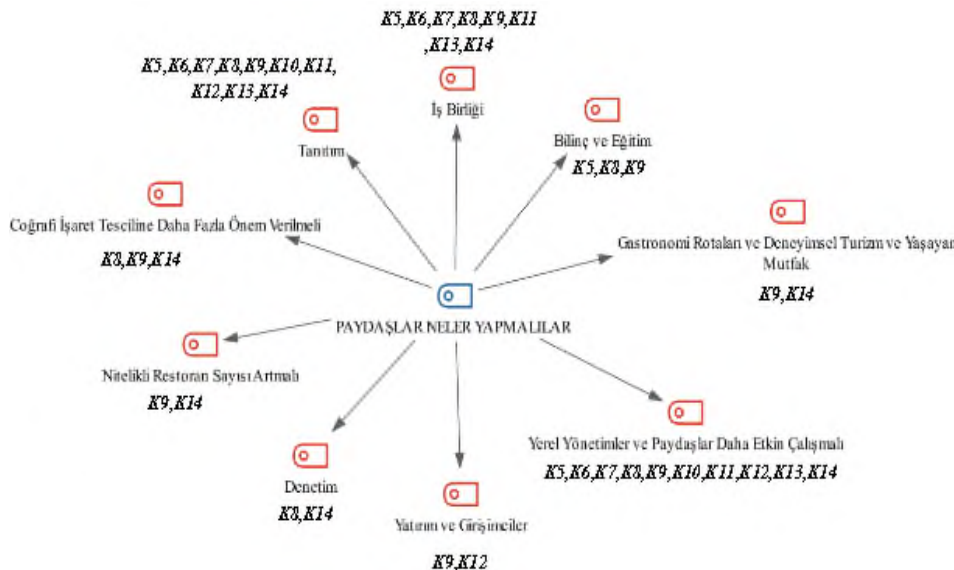 K5,K6,K7,K8,K9,K11
,K13,K14
İş Birliği
K5,K6,K7,K8,K9,K10,K11,
K12,K13,K14
Tanıtım
Bilinç ve Eğitim
K5,K8,K9
Coğrafi İşaret Tesciline Daha Fazla Önem Verilmeli
K8,K9,K14
Gastronomi Rotaları ve Deneyimsel Turizm ve Yaşayan
Mutfak
K9,K14
PAYDAŞLAR NELER YAPMALILAR
Nitelikli Restoran Sayısı Artmalı
K9,K14
Yerel Yönetimler ve Paydaşlar Daha Etkin Çalışmalı
K5,K6,K7,K8,K9,K10,K11,K12,K13,K14
Denetim
K8,K14
Yatırım ve Girişimciler
K9,K12